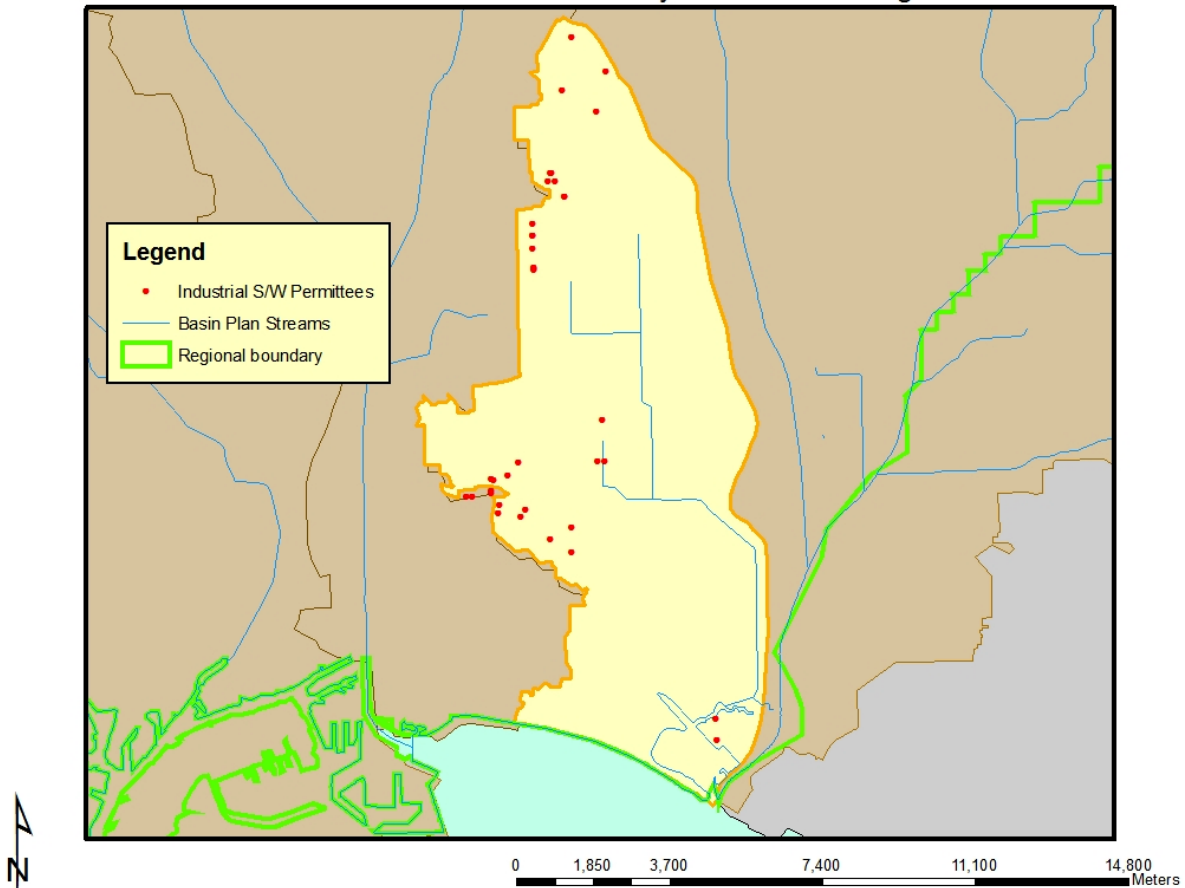 Legend
Industrial S/W Permittees
Basin Plan Streams
Regional boundary
N
0 1,850 3,700 7,400 11,100 14,800
Meters